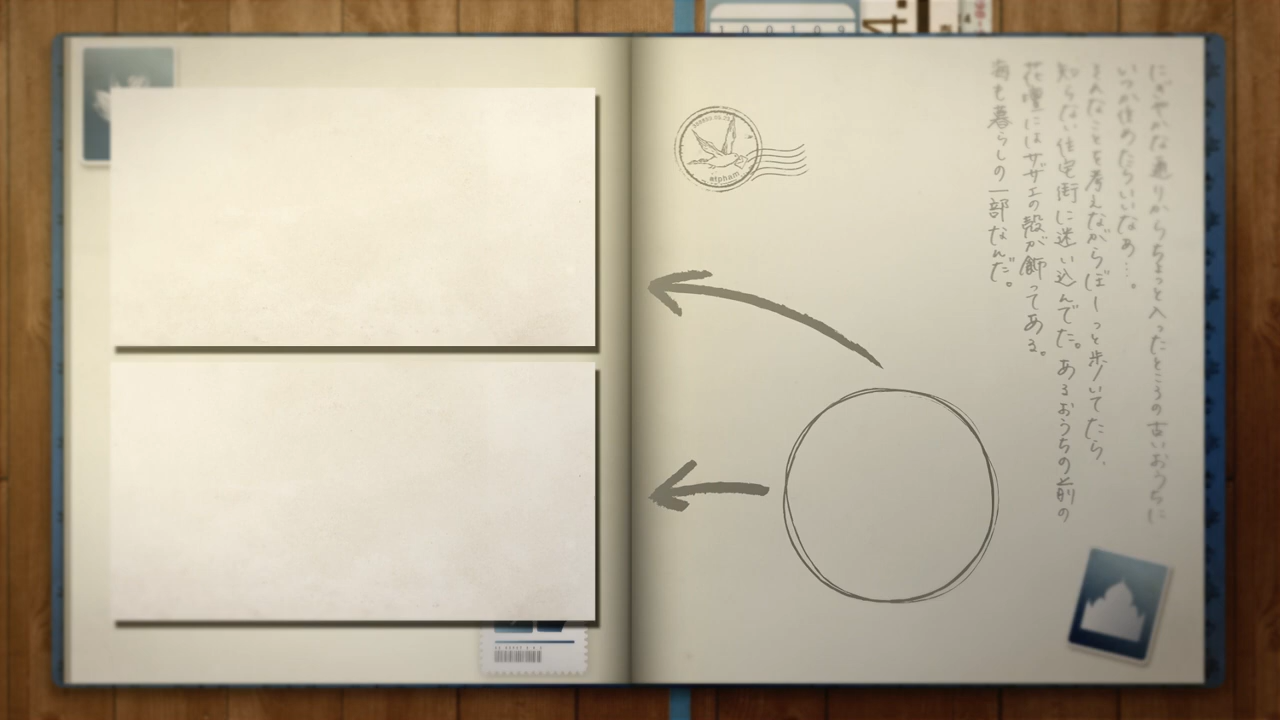 にぎやかな通りからちょっと入ったところの古いおうちに
いつか住めたらいいなぁ…。
そんなことを考えながらぼーっと歩いてたら、
知らない住宅街に迷い込んでた。あるおうちの前の
花壇にはサザエの殻が飾ってある。
海も暮らしの一部なんだ。
etpham
100109